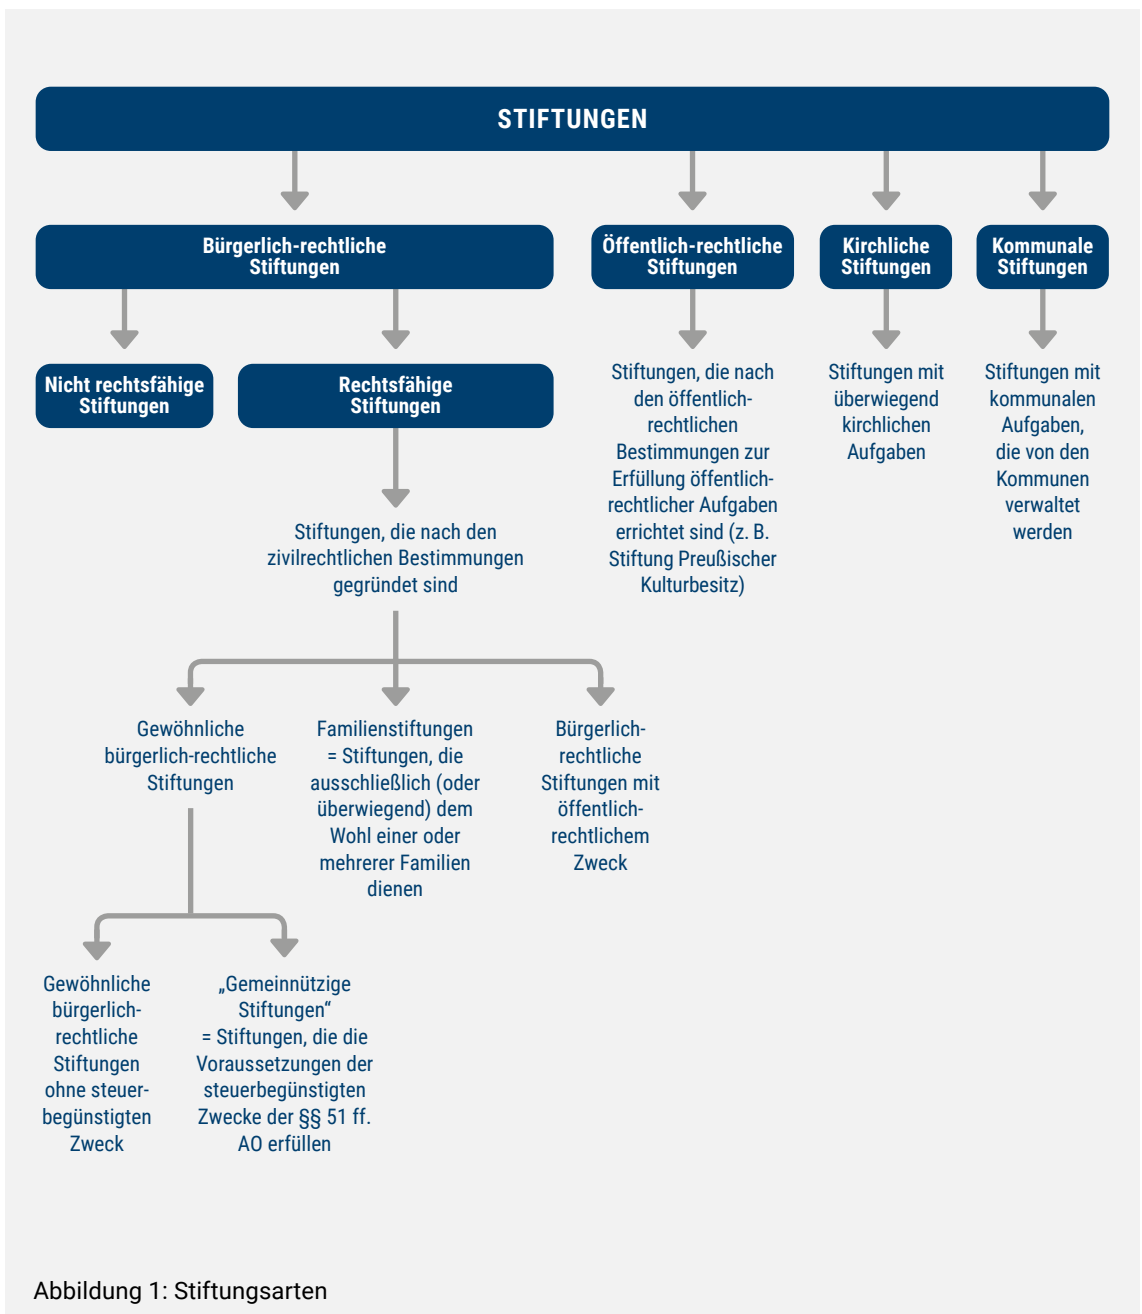 STIFTUNGEN
Bürgerlich-rechtliche
Stiftungen
Öffentlich-rechtliche
Stiftungen
Kirchliche
Stiftungen
Kommunale
Stiftungen
Nicht rechtsfähige
Stiftungen
Rechtsfähige
Stiftungen
Stiftungen, die nach
den öffentlich-
rechtlichen
Bestimmungen zur
Erfüllung öffentlich-
rechtlicher Aufgaben
errichtet sind (z. B.
Stiftung Preußischer
Kulturbesitz)
Stiftungen mit
überwiegend
kirchlichen
Aufgaben
Stiftungen mit
kommunalen
Aufgaben,
die von den
Kommunen
verwaltet
werden
Stiftungen, die nach den
zivilrechtlichen Bestimmungen
gegründet sind
Gewöhnliche
bürgerlich-rechtliche
Stiftungen
Familienstiftungen
= Stiftungen, die
ausschließlich (oder
überwiegend) dem
Wohl einer oder
mehrerer Familien
dienen
Bürgerlich-
rechtliche
Stiftungen mit
öffentlich-
rechtlichem
Zweck
Gewöhnliche
bürgerlich-
rechtliche
Stiftungen
ohne steuer-
begünstigten
Zweck
„Gemeinnützige
Stiftungen“
= Stiftungen, die die
Voraussetzungen der
steuerbegünstigten
Zwecke der §§ 51 ff.
AO erfüllen
Abbildung 1: Stiftungsarten